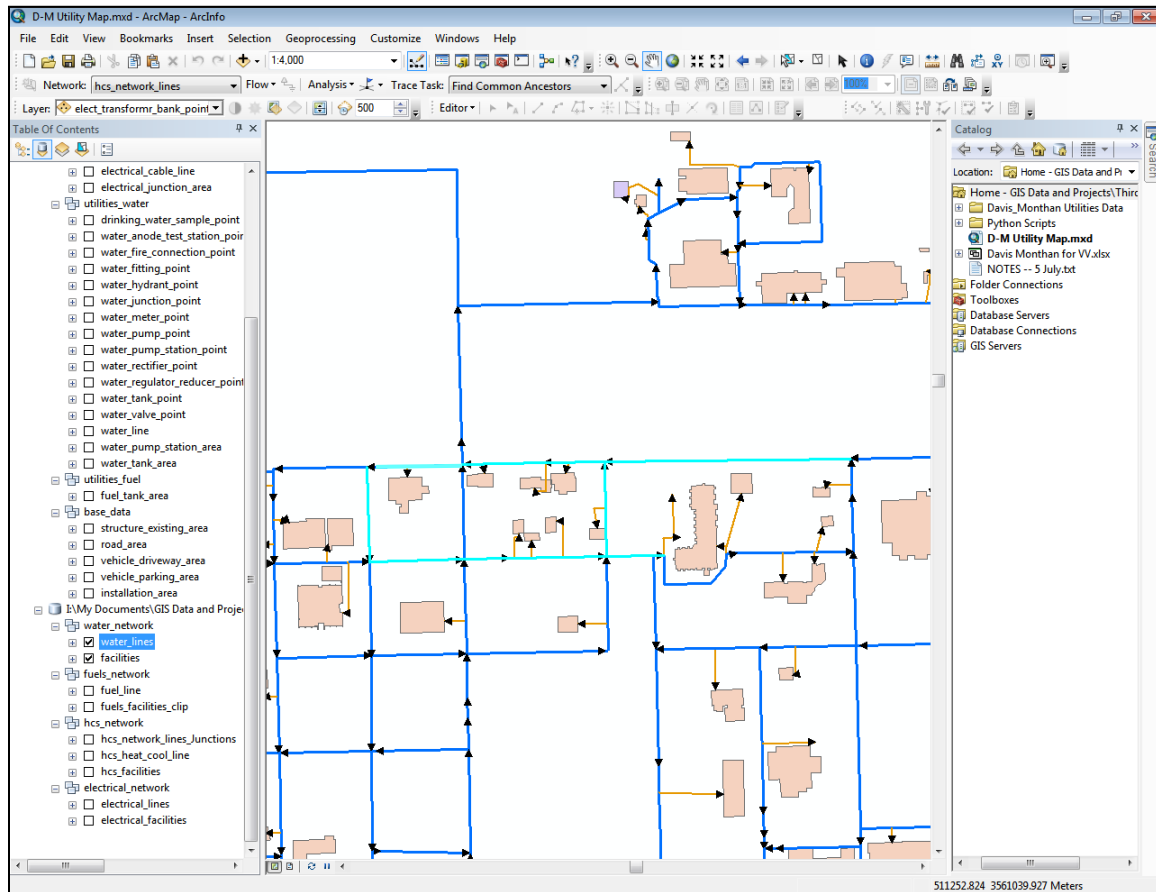 D-M Utility Map.mxd - ArcMap - ArcInfo
File Edit View Bookmarks Insert Selection Geoprocessing Customize Windows Help
1:4,000
Network: hcs_network_lines Flow Analysis Trace Task: Find Common Ancestors 100%
Layer: elect_transformr_bank_point 500 Editor
Table Of Contents
electrical_cable_line
electrical_junction_area
utilities_water
drinking_water_sample_point
water_anode_test_station_poin
water_fire_connection_point
water_fitting_point
water_hydrant_point
water_junction_point
water_meter_point
water_pump_point
water_pump_station_point
water_rectifier_point
water_regulator_reducer_point
water_tank_point
water_valve_point
water_line
water_pump_station_area
water_tank_area
utilities_fuel
fuel_tank_area
base_data
structure_existing_area
road_area
vehicle_driveway_area
vehicle_parking_area
installation_area
I:\My Documents\GIS Data and Proje
water_network
water_lines
facilities
fuels_network
fuel_line
fuels_facilities_clip
hcs_network
hcs_network_lines_Junctions
hcs_heat_cool_line
hcs_facilities
electrical_network
electrical_lines
electrical_facilities
Catalog
Location: Home - GIS Data and Pr
Home - GIS Data and Projects\Third
Davis_Monthan Utilities Data
Python Scripts
D-M Utility Map.mxd
Davis Monthan for VV.xlsx
NOTES -- 5 July.txt
Folder Connections
Toolboxes
Database Servers
Database Connections
GIS Servers
Search
511252.824 3561039.927 Meters